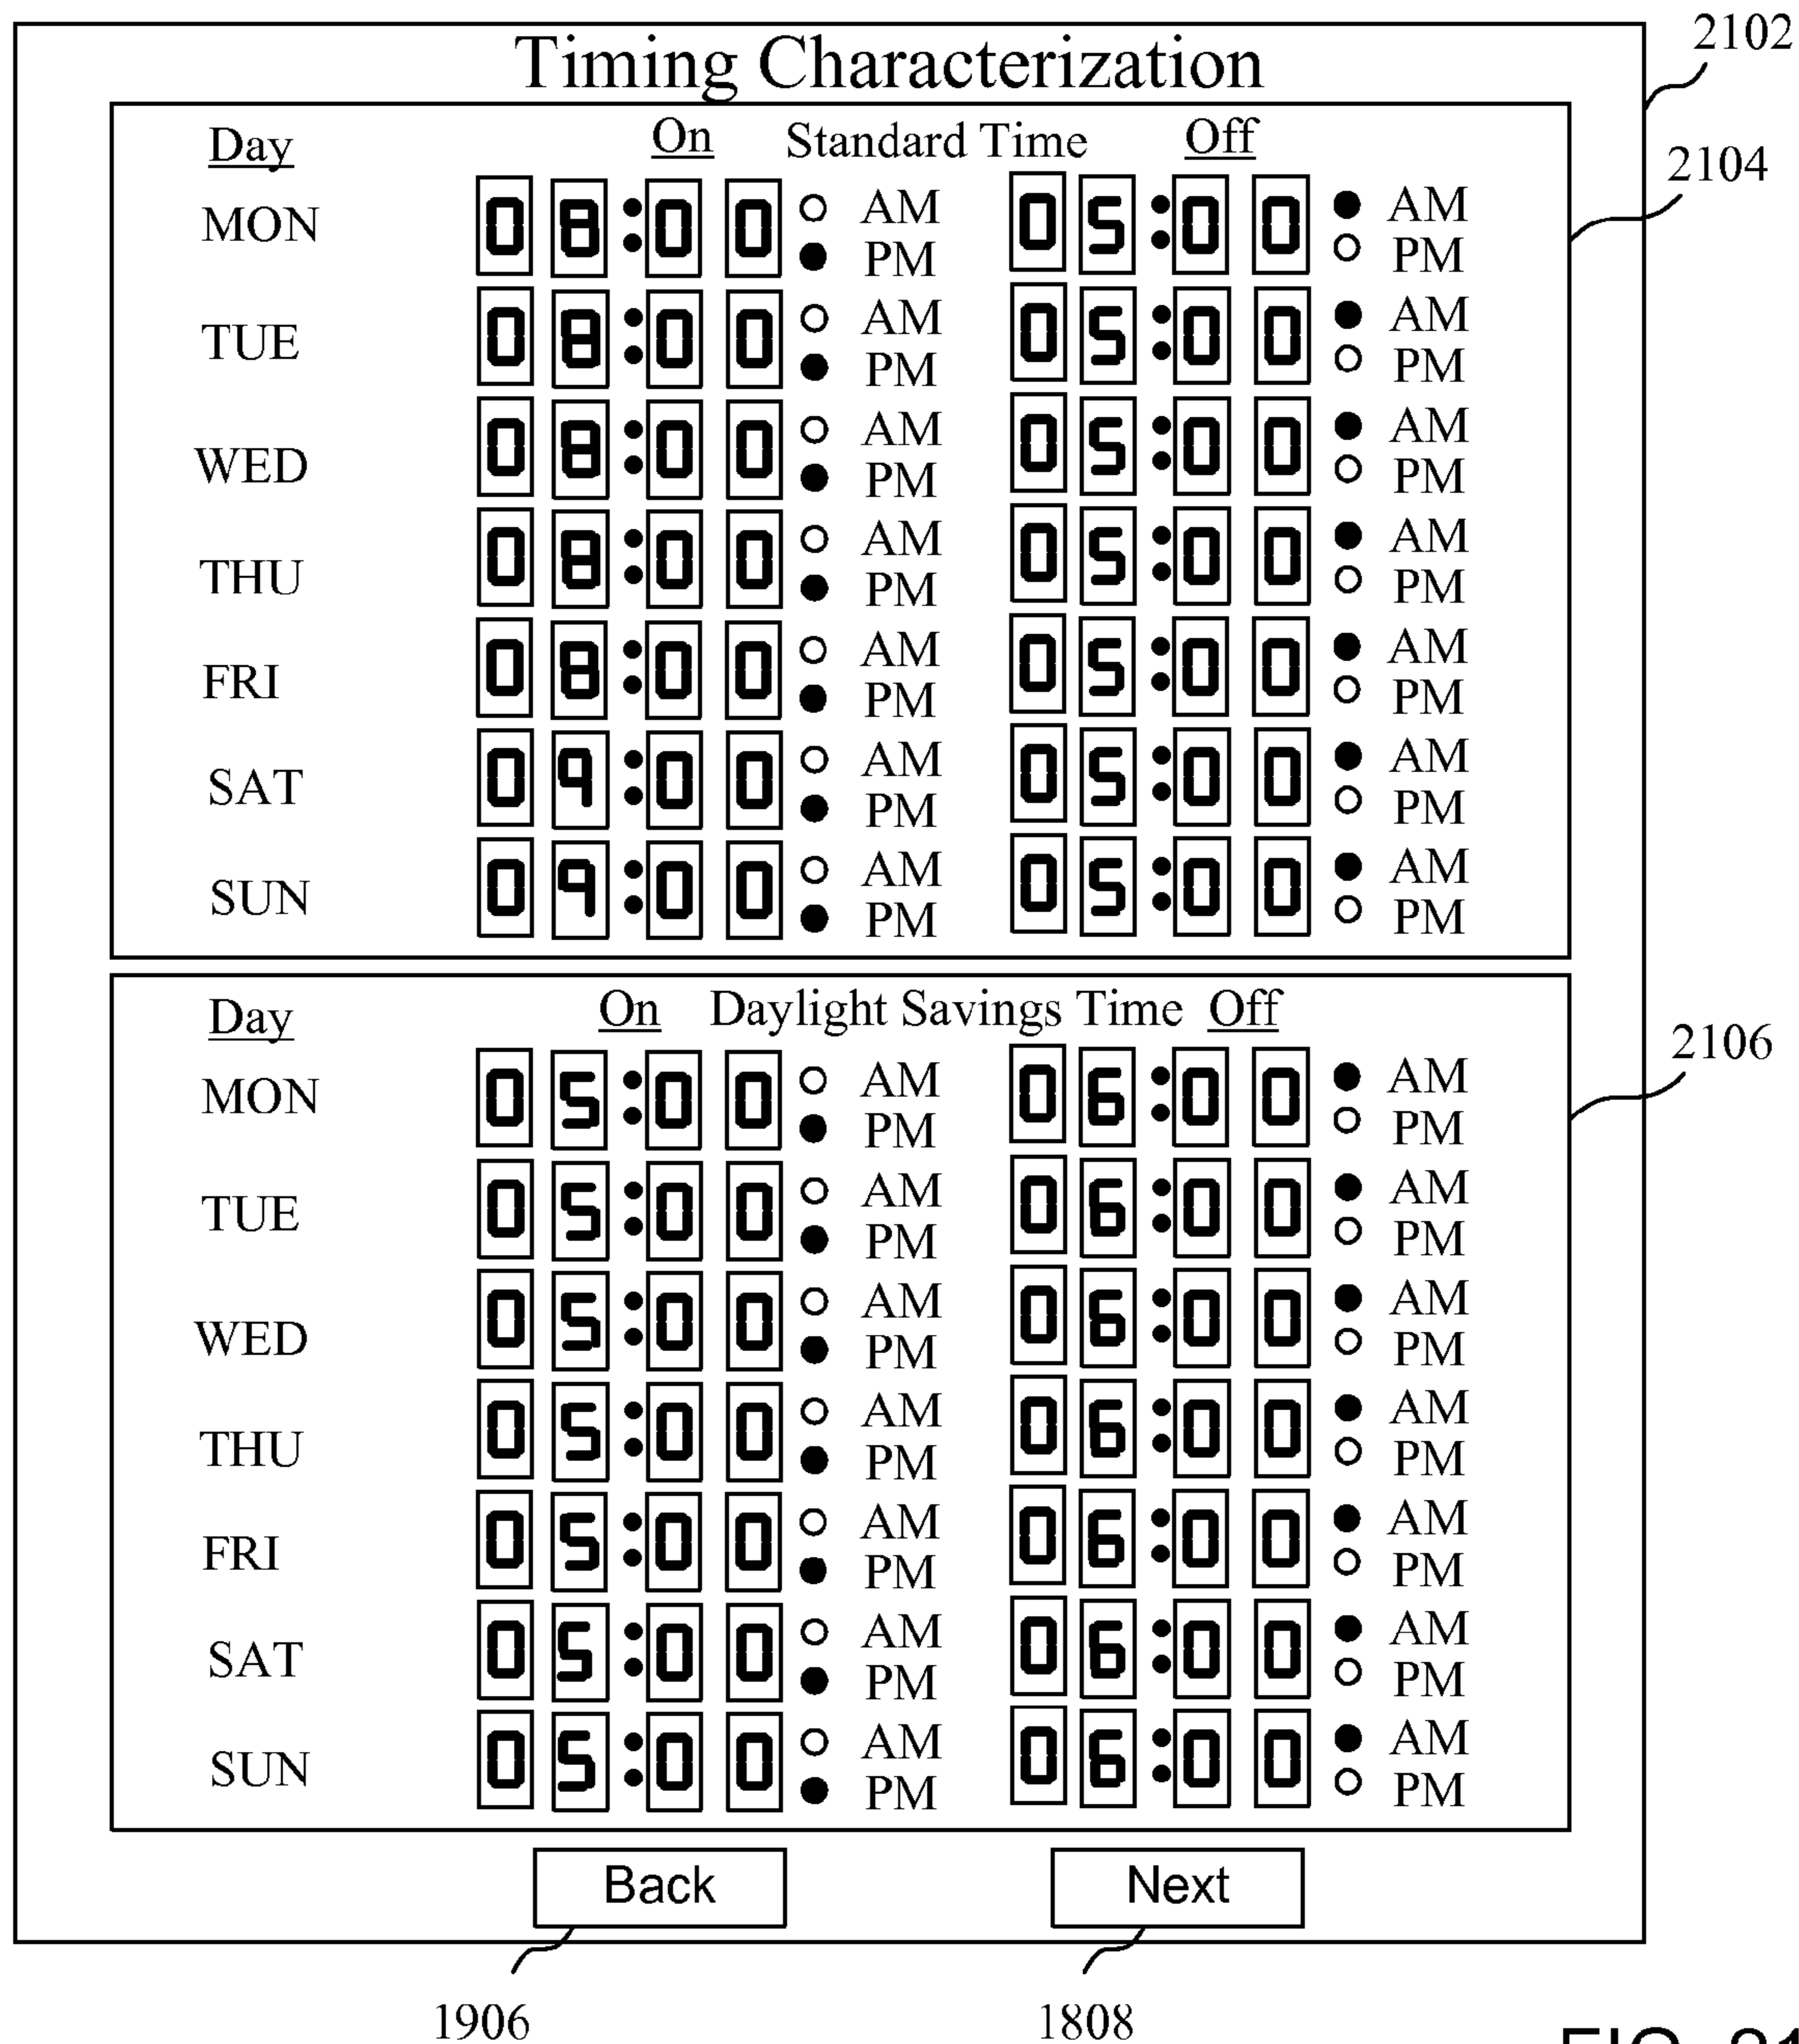 2102
Timing Characterization
Day On Standard Time Off
2104
MON 08:00 AM PM 05:00 AM PM
TUE 08:00 AM PM 05:00 AM PM
WED 08:00 AM PM 05:00 AM PM
THU 08:00 AM PM 05:00 AM PM
FRI 08:00 AM PM 05:00 AM PM
SAT 09:00 AM PM 05:00 AM PM
SUN 09:00 AM PM 05:00 AM PM
Day On Daylight Savings Time Off
2106
MON 05:00 AM PM 06:00 AM PM
TUE 05:00 AM PM 06:00 AM PM
WED 05:00 AM PM 06:00 AM PM
THU 05:00 AM PM 06:00 AM PM
FRI 05:00 AM PM 06:00 AM PM
SAT 05:00 AM PM 06:00 AM PM
SUN 05:00 AM PM 06:00 AM PM
Back Next
1906 1808
FIG. 21